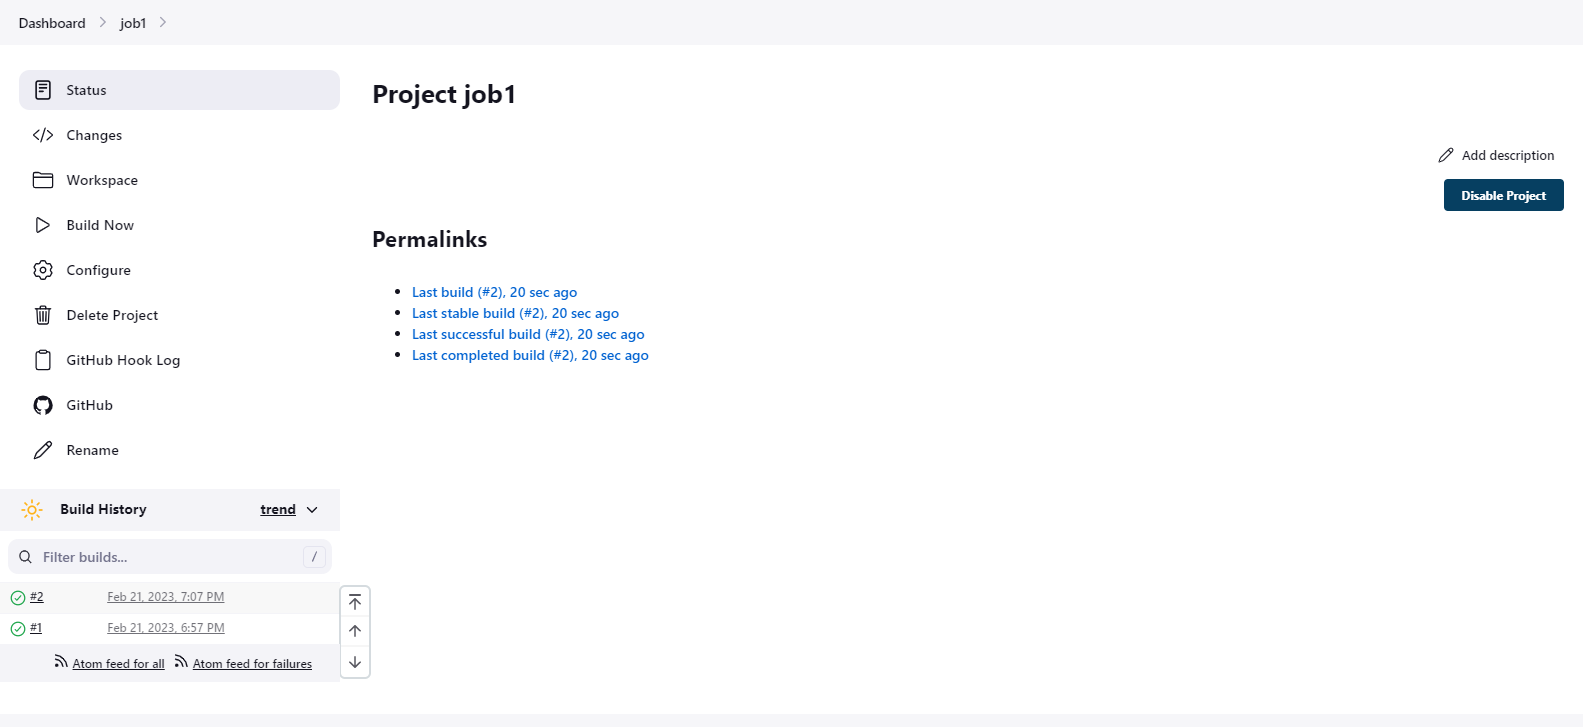 Dashboard
job1
Status
Changes
Workspace
Build Now
Configure
Delete Project
GitHub Hook Log
GitHub
Rename
Build History
trend
Filter builds...
/
#2
Feb 21, 2023, 7:07 PM
#1
Feb 21, 2023, 6:57 PM
Atom feed for all
Atom feed for failures
Project job1
Add description
Disable Project
Permalinks
Last build (#2), 20 sec ago
Last stable build (#2), 20 sec ago
Last successful build (#2), 20 sec ago
Last completed build (#2), 20 sec ago